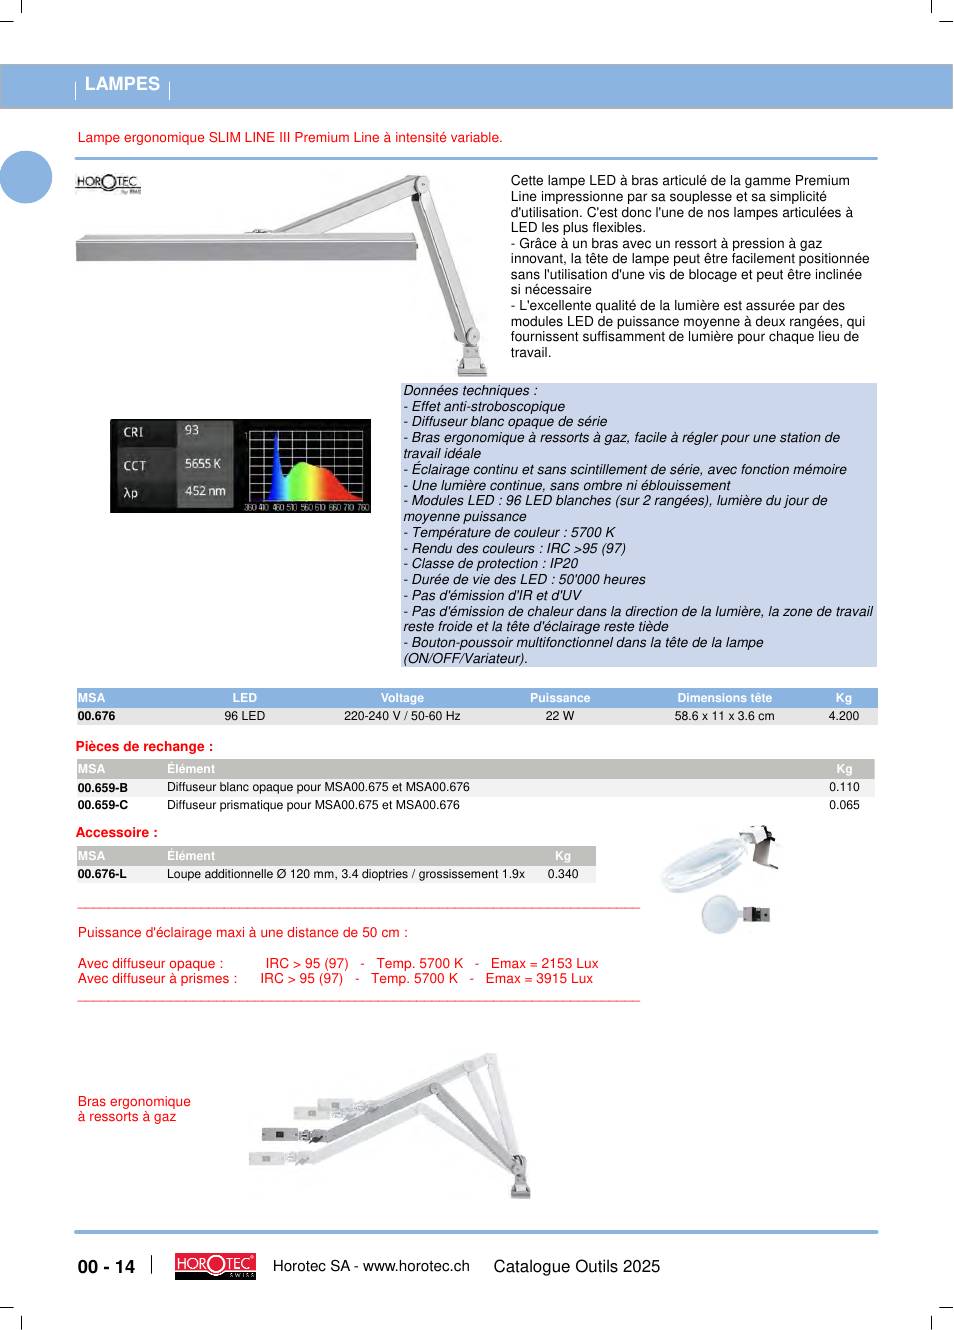 LAMPES
Lampe ergonomique SLIM LINE III Premium Line à intensité variable.
HOROTEC
Cette lampe LED à bras articulé de la gamme Premium
Line impressionne par sa souplesse et sa simplicité
d'utilisation. C'est donc l'une de nos lampes articulées à
LED les plus flexibles.
- Grâce à un bras avec un ressort à pression à gaz
innovant, la tête de lampe peut être facilement positionnée
sans l'utilisation d'une vis de blocage et peut être inclinée
si nécessaire
- L'excellente qualité de la lumière est assurée par des
modules LED de puissance moyenne à deux rangées, qui
fournissent suffisamment de lumière pour chaque lieu de
travail.
Données techniques :
- Effet anti-stroboscopique
- Diffuseur blanc opaque de série
- Bras ergonomique à ressorts à gaz, facile à régler pour une station de
travail idéale
- Éclairage continu et sans scintillement de série, avec fonction mémoire
- Une lumière continue, sans ombre ni éblouissement
- Modules LED : 96 LED blanches (sur 2 rangées), lumière du jour de
moyenne puissance
- Température de couleur : 5700 K
- Rendu des couleurs : IRC >95 (97)
- Classe de protection : IP20
- Durée de vie des LED : 50'000 heures
- Pas d'émission d'IR et d'UV
- Pas d'émission de chaleur dans la direction de la lumière, la zone de travail
reste froide et la tête d'éclairage reste tiède
- Bouton-poussoir multifonctionnel dans la tête de la lampe
(ON/OFF/Variateur).
CRI 93
CCT 5655 K
λp 452 nm
1
360 410 460 510 560 610 660 710 760
MSA LED Voltage Puissance Dimensions tête Kg
00.676 96 LED 220-240 V / 50-60 Hz 22 W 58.6 x 11 x 3.6 cm 4.200
Pièces de rechange :
MSA Élément Kg
00.659-B Diffuseur blanc opaque pour MSA00.675 et MSA00.676 0.110
00.659-C Diffuseur prismatique pour MSA00.675 et MSA00.676 0.065
Accessoire :
MSA Élément Kg
00.676-L Loupe additionnelle Ø 120 mm, 3.4 dioptries / grossissement 1.9x 0.340
Puissance d'éclairage maxi à une distance de 50 cm :
Avec diffuseur opaque : IRC > 95 (97) - Temp. 5700 K - Emax = 2153 Lux
Avec diffuseur à prismes : IRC > 95 (97) - Temp. 5700 K - Emax = 3915 Lux
Bras ergonomique
à ressorts à gaz
00 - 14 HOROTEC® SWISS Horotec SA - www.horotec.ch Catalogue Outils 2025